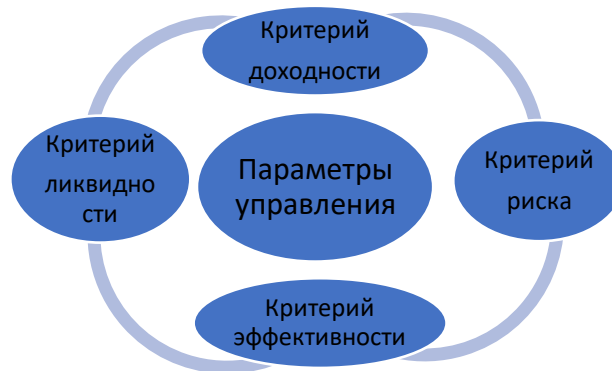 Критерий
доходности
Критерий
ликвидно
сти
Параметры
управления
Критерий
риска
Критерий
эффективности